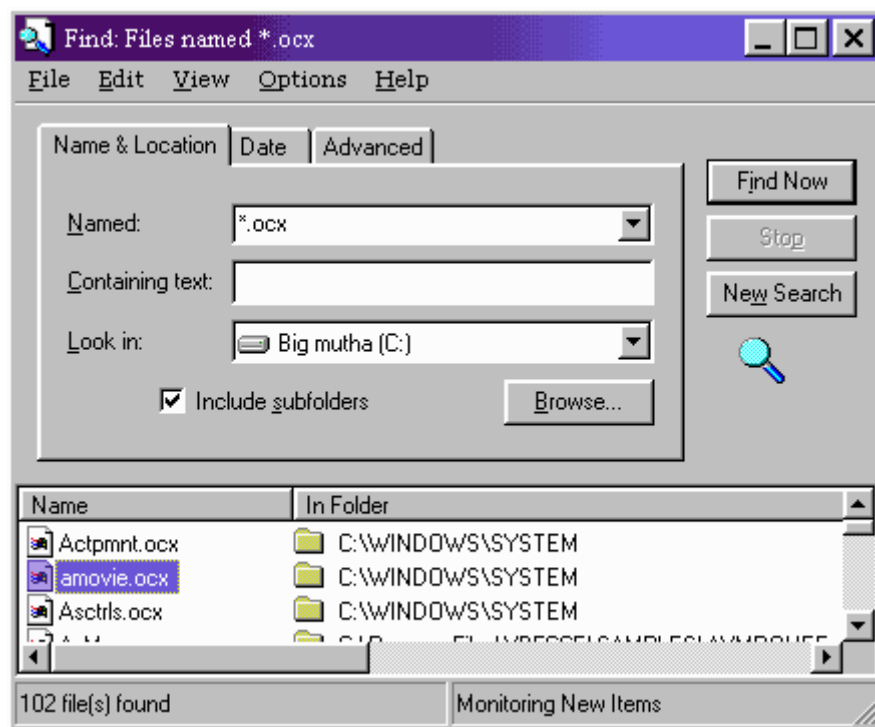 Find: Files named *.ocx
File Edit View Options Help
Name & Location Date Advanced
Find Now
Named: *.ocx
Stop
Containing text:
New Search
Look in: Big mutha (C:)
Include subfolders Browse...
Name In Folder
Actpmnt.ocx C:\WINDOWS\SYSTEM
amovie.ocx C:\WINDOWS\SYSTEM
Asctrls.ocx C:\WINDOWS\SYSTEM
102 file(s) found Monitoring New Items